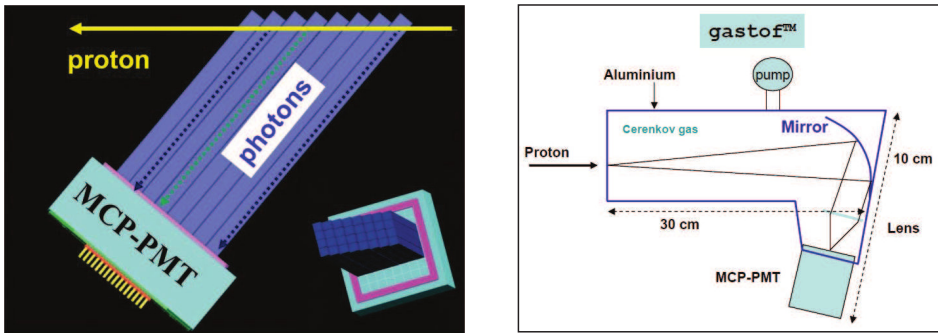 proton
photons
MCP-PMT
gastof™
pump
Aluminium
Cerenkov gas
Mirror
Proton
10 cm
30 cm
Lens
MCP-PMT